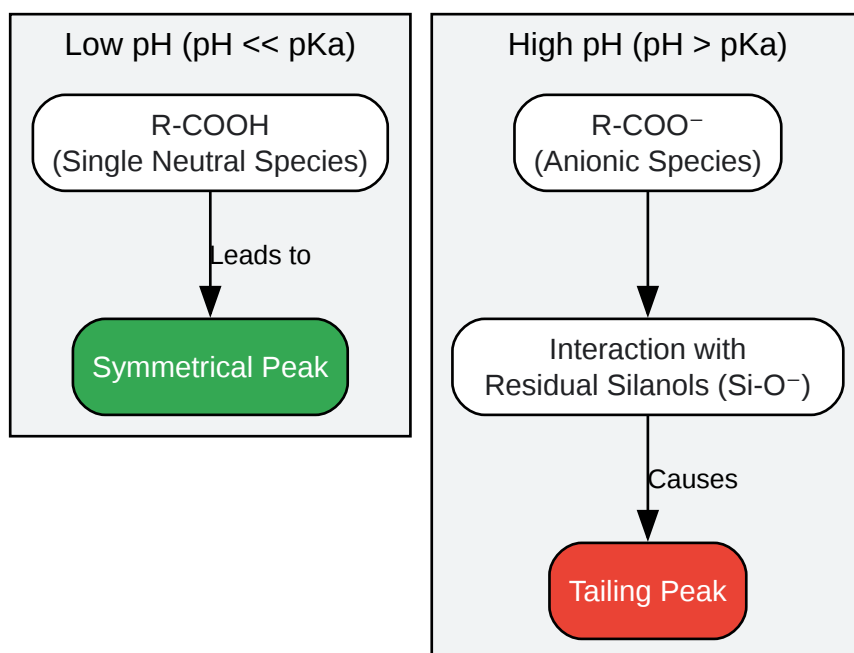 Low pH (pH << pKa)
R-COOH
(Single Neutral Species)
Leads to
Symmetrical Peak
High pH (pH > pKa)
R-COO⁻
(Anionic Species)
Interaction with
Residual Silanols (Si-O⁻)
Causes
Tailing Peak